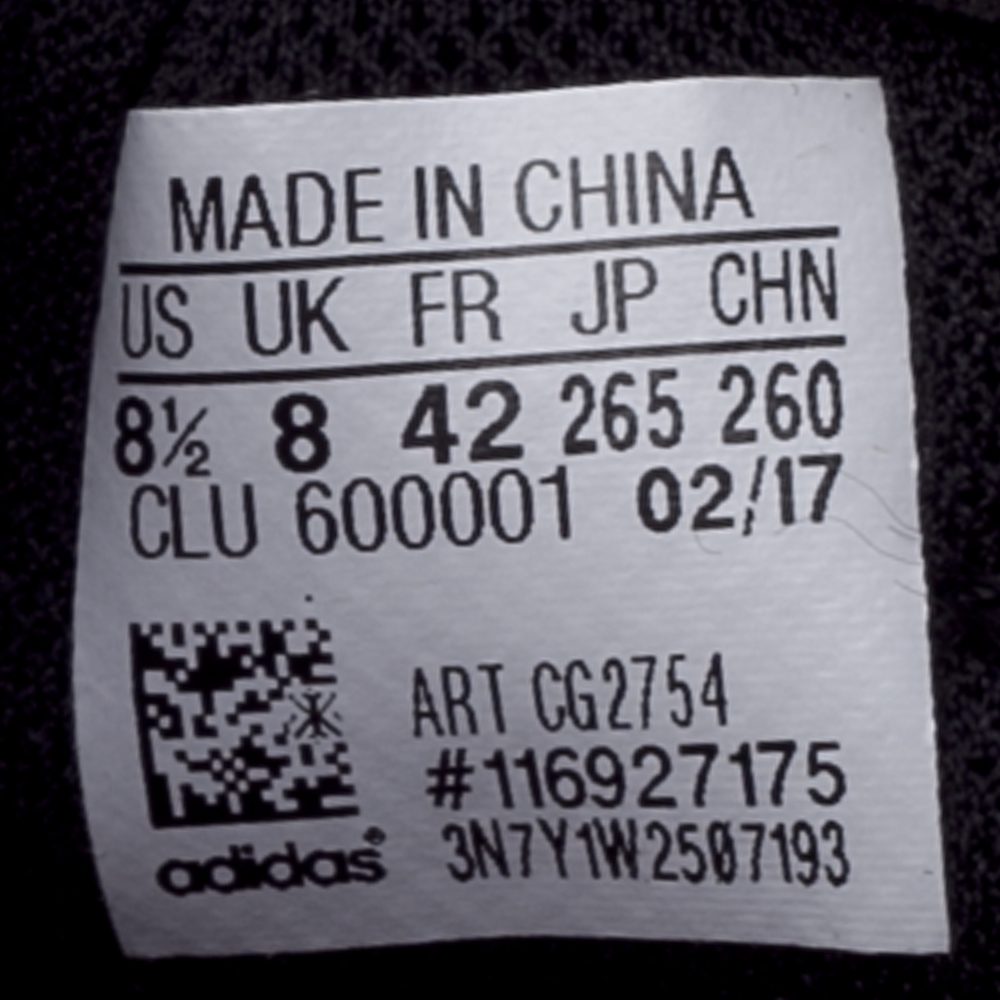 MADE IN CHINA
US UK FR JP CHN
8½ 8 42 265 260
CLU 600001 02/17
ART CG2754
#116927175
adidas® 3N7Y1W2507193